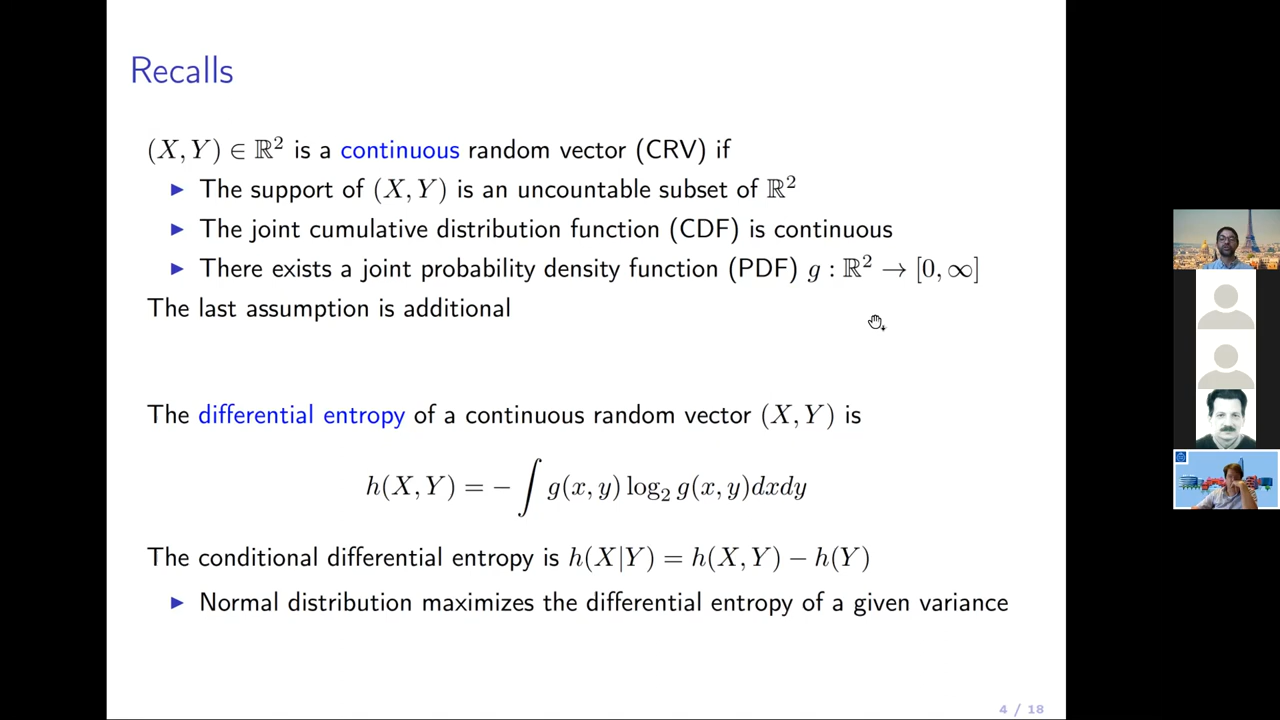 Recalls
(X, Y) ∈ ℝ² is a continuous random vector (CRV) if
▶ The support of (X, Y) is an uncountable subset of ℝ²
▶ The joint cumulative distribution function (CDF) is continuous
▶ There exists a joint probability density function (PDF) g : ℝ² → [0, ∞]
The last assumption is additional
The differential entropy of a continuous random vector (X, Y) is
h(X, Y) = − ∫ g(x, y) log₂ g(x, y)dxdy
The conditional differential entropy is h(X|Y) = h(X, Y) − h(Y)
▶ Normal distribution maximizes the differential entropy of a given variance
4 / 18